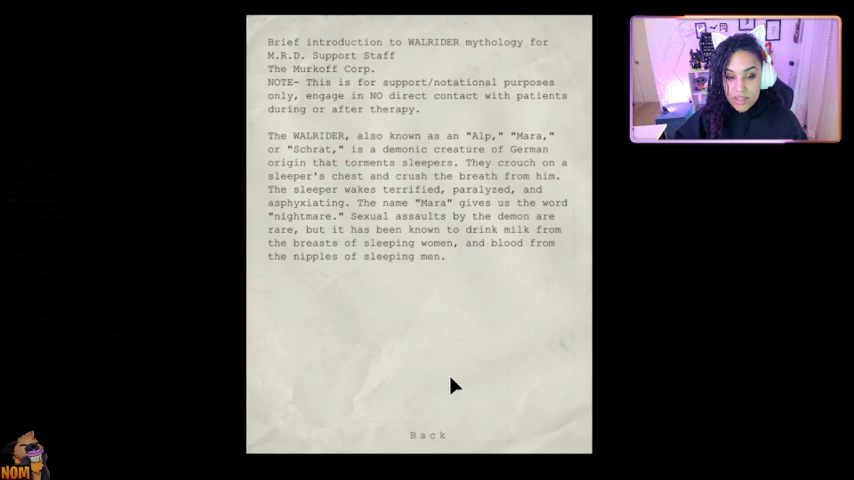 Brief introduction to WALRIDER mythology for
M.R.D. Support Staff
The Murkoff Corp.
NOTE- This is for support/notational purposes
only, engage in NO direct contact with patients
during or after therapy.
The WALRIDER, also known as an "Alp," "Mara,"
or "Schrat," is a demonic creature of German
origin that torments sleepers. They crouch on a
sleeper's chest and crush the breath from him.
The sleeper wakes terrified, paralyzed, and
asphyxiating. The name "Mara" gives us the word
"nightmare." Sexual assaults by the demon are
rare, but it has been known to drink milk from
the breasts of sleeping women, and blood from
the nipples of sleeping men.
Back
NOM